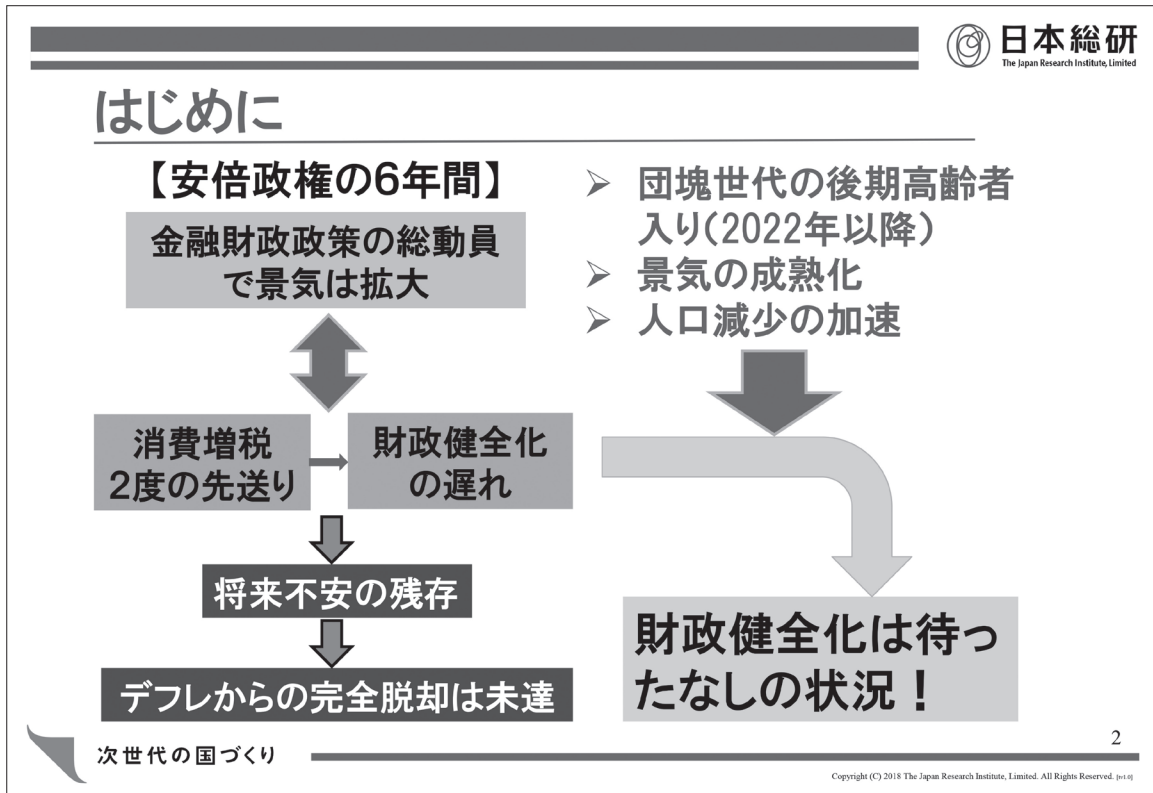 日本総研
The Japan Research Institute, Limited
はじめに
【安倍政権の6年間】
金融財政政策の総動員
で景気は拡大
消費増税
2度の先送り
財政健全化
の遅れ
将来不安の残存
デフレからの完全脱却は未達
➢ 団塊世代の後期高齢者
入り(2022年以降)
➢ 景気の成熟化
➢ 人口減少の加速
財政健全化は待っ
たなしの状況!
次世代の国づくり
2
Copyright (C) 2018 The Japan Research Institute, Limited. All Rights Reserved. [tv1.0]